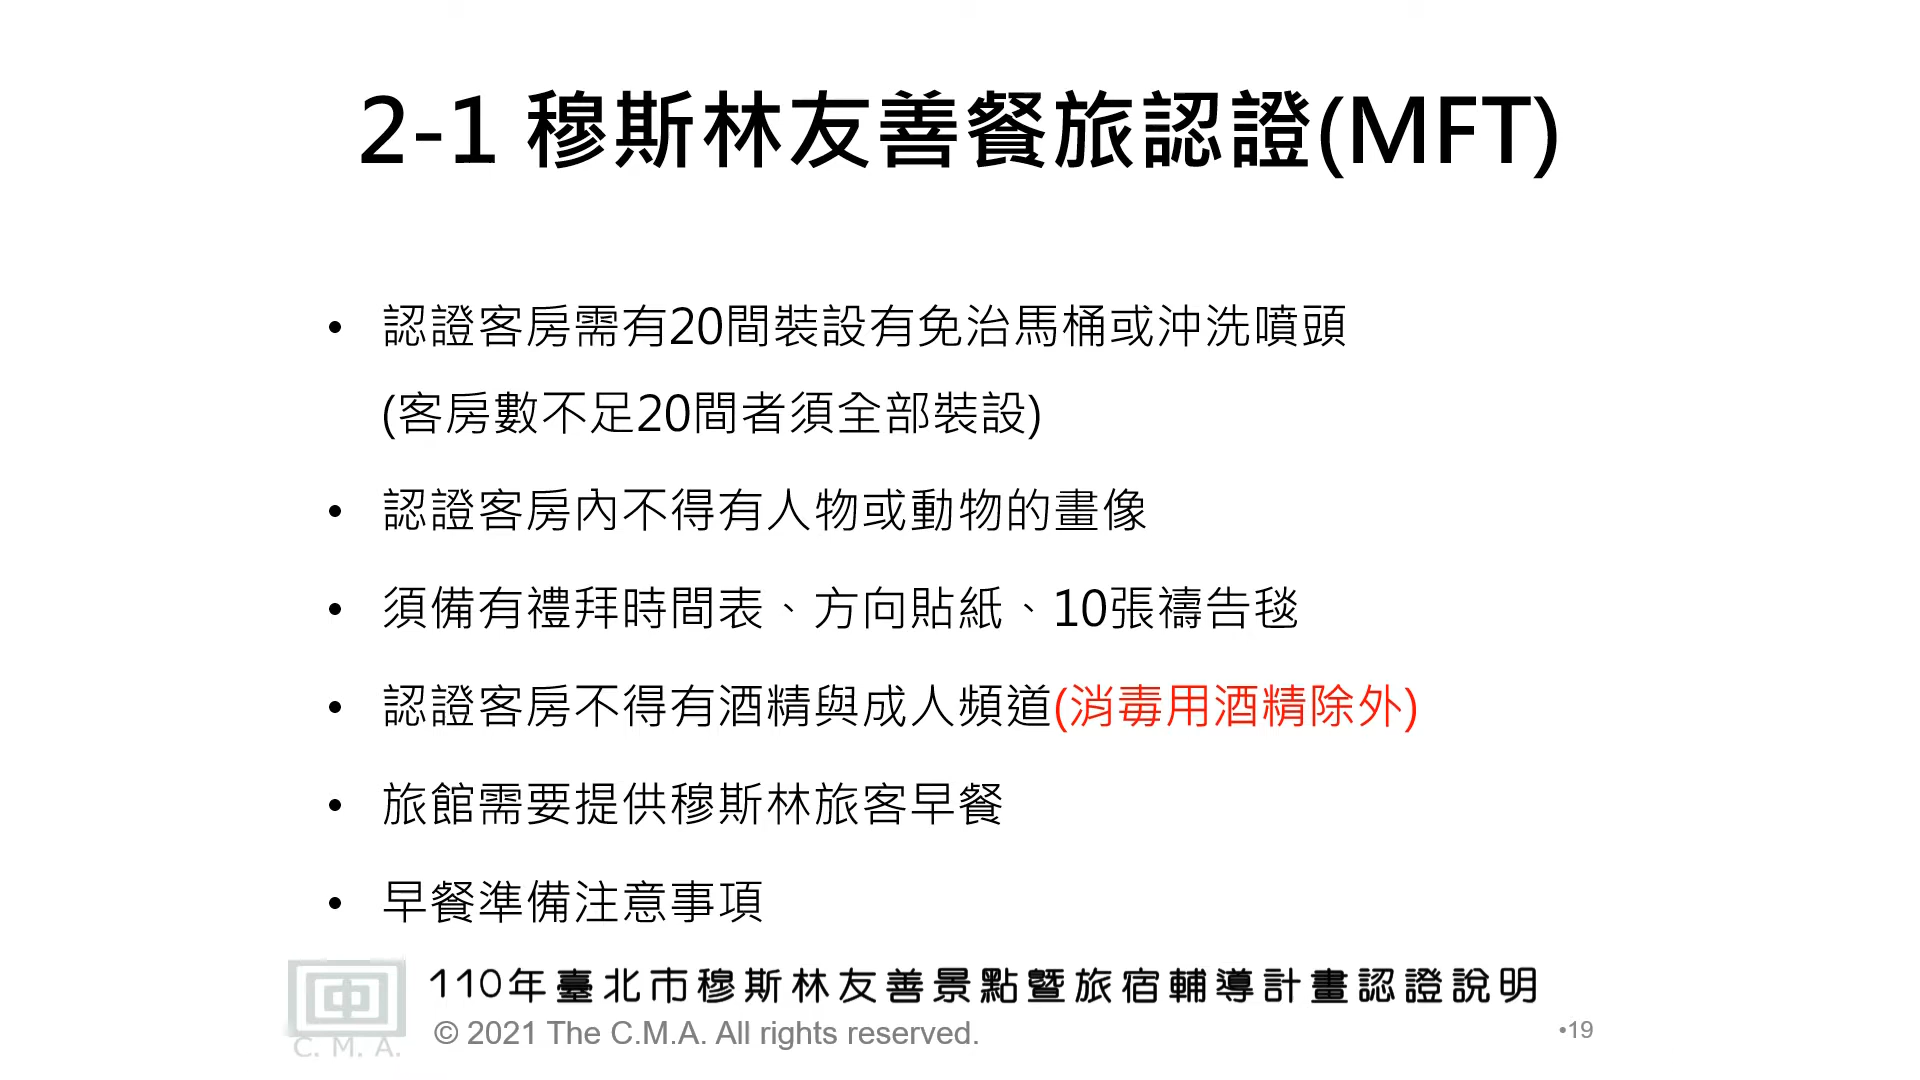 2-1 穆斯林友善餐旅認證(MFT)
• 認證客房需有20間裝設有免治馬桶或沖洗噴頭
(客房數不足20間者須全部裝設)
• 認證客房內不得有人物或動物的畫像
• 須備有禮拜時間表、方向貼紙、10張禱告毯
• 認證客房不得有酒精與成人頻道(消毒用酒精除外)
• 旅館需要提供穆斯林旅客早餐
• 早餐準備注意事項
中
C. M. A.
110年臺北市穆斯林友善景點暨旅宿輔導計畫認證說明
© 2021 The C.M.A. All rights reserved.
•19